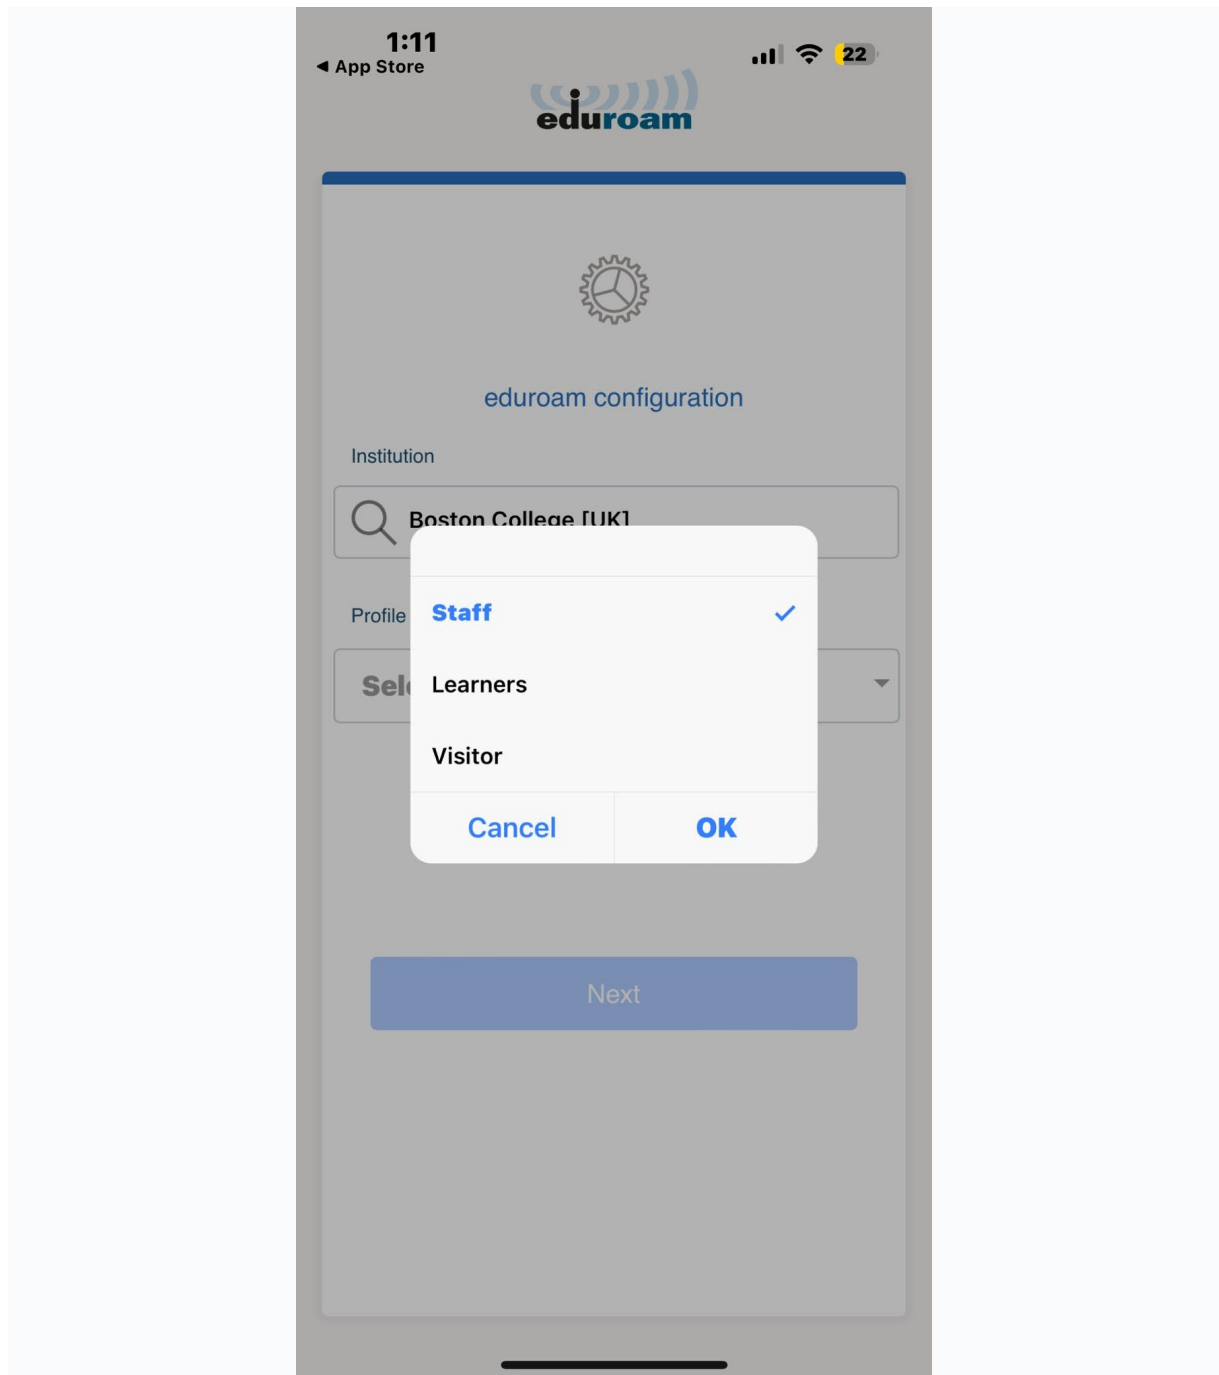 1:11
◀ App Store
22
eduroam
eduroam configuration
Institution
Boston College [UK]
Profile
Staff
Learners
Visitor
Cancel OK
Next